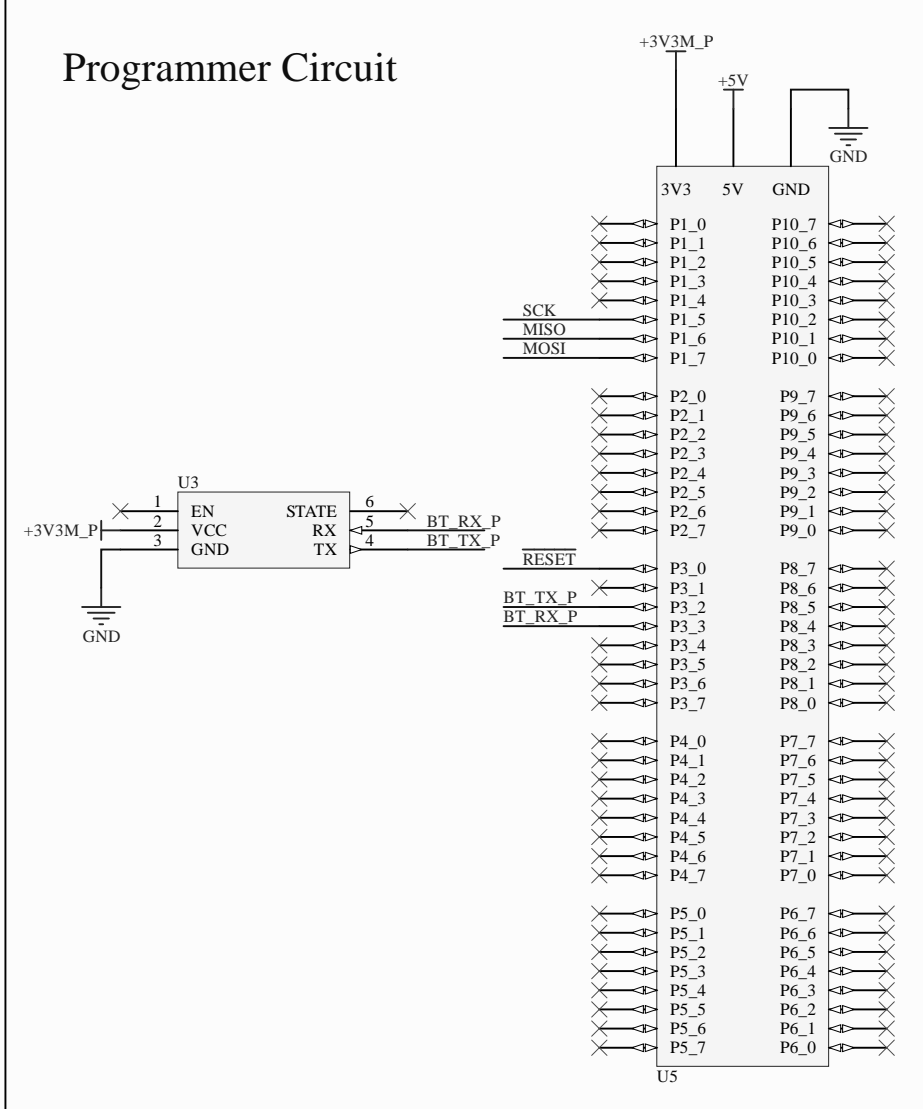 Programmer Circuit
+3V3M_P
+5V
GND
3V3 5V GND
P1_0 P10_7
P1_1 P10_6
P1_2 P10_5
P1_3 P10_4
P1_4 P10_3
SCK P1_5 P10_2
MISO P1_6 P10_1
MOSI P1_7 P10_0
P2_0 P9_7
P2_1 P9_6
P2_2 P9_5
P2_3 P9_4
P2_4 P9_3
P2_5 P9_2
P2_6 P9_1
P2_7 P9_0
RESET P3_0 P8_7
P3_1 P8_6
BT_TX_P P3_2 P8_5
BT_RX_P P3_3 P8_4
P3_4 P8_3
P3_5 P8_2
P3_6 P8_1
P3_7 P8_0
P4_0 P7_7
P4_1 P7_6
P4_2 P7_5
P4_3 P7_4
P4_4 P7_3
P4_5 P7_2
P4_6 P7_1
P4_7 P7_0
P5_0 P6_7
P5_1 P6_6
P5_2 P6_5
P5_3 P6_4
P5_4 P6_3
P5_5 P6_2
P5_6 P6_1
P5_7 P6_0
U5
U3
1 EN STATE 6
+3V3M_P 2 VCC RX 5 BT_RX_P
3 GND TX 4 BT_TX_P
GND